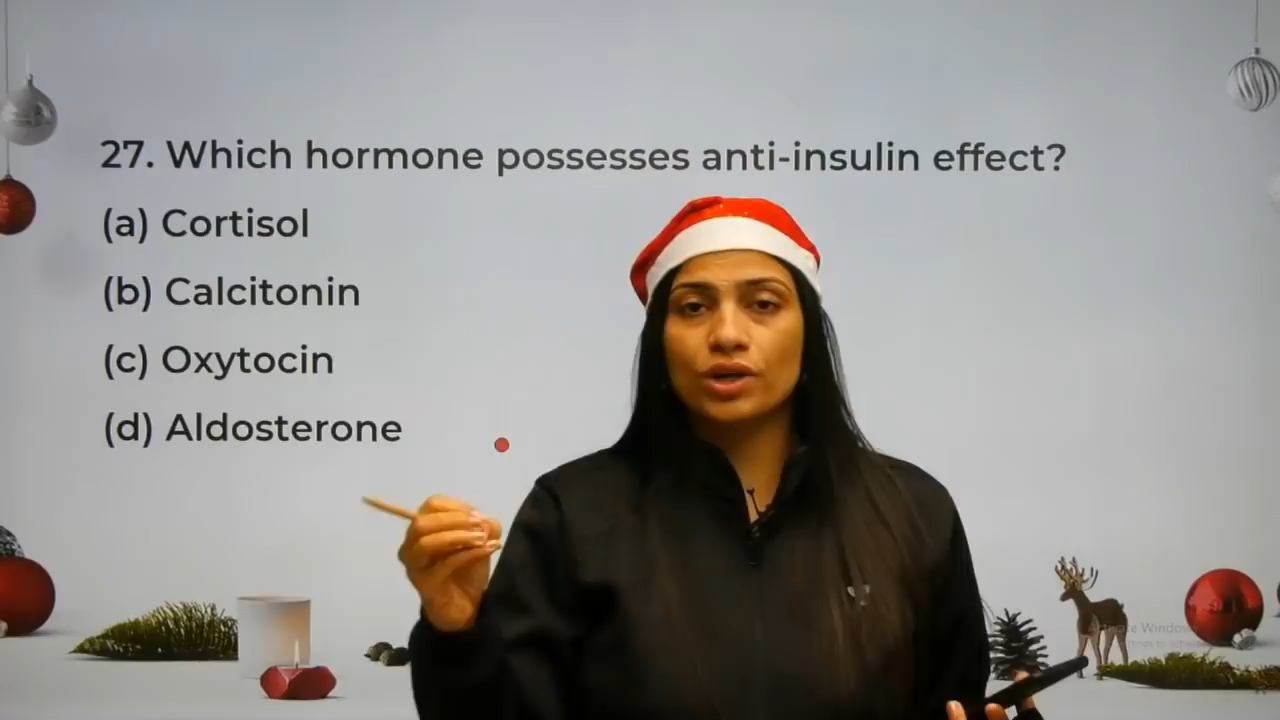 27. Which hormone possesses anti-insulin effect?
(a) Cortisol
(b) Calcitonin
(c) Oxytocin
(d) Aldosterone